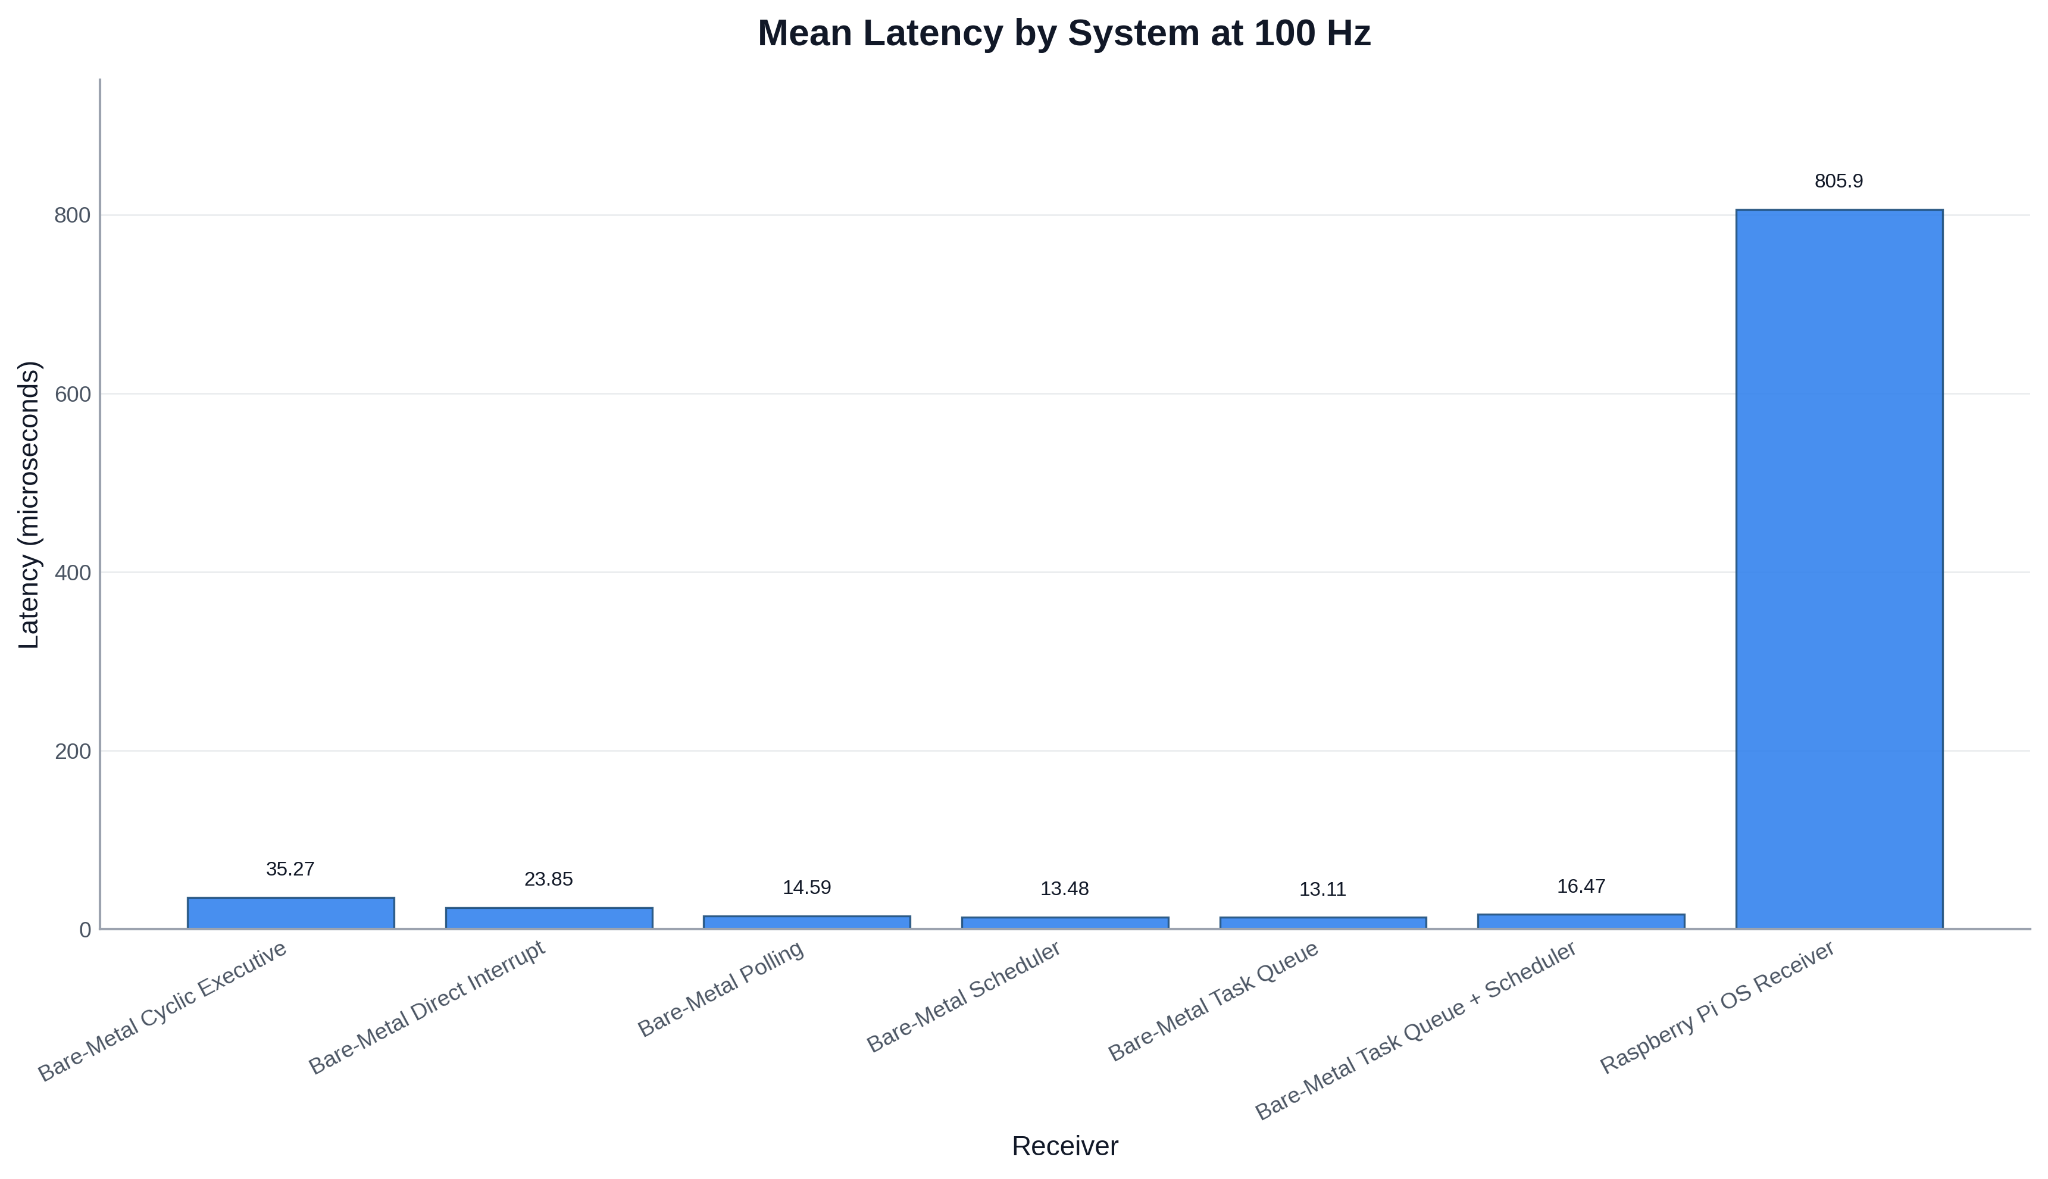 Mean Latency by System at 100 Hz
Latency (microseconds)
800
600
400
200
0
35.27
23.85
14.59
13.48
13.11
16.47
805.9
Bare-Metal Cyclic Executive
Bare-Metal Direct Interrupt
Bare-Metal Polling
Bare-Metal Scheduler
Bare-Metal Task Queue
Bare-Metal Task Queue + Scheduler
Raspberry Pi OS Receiver
Receiver